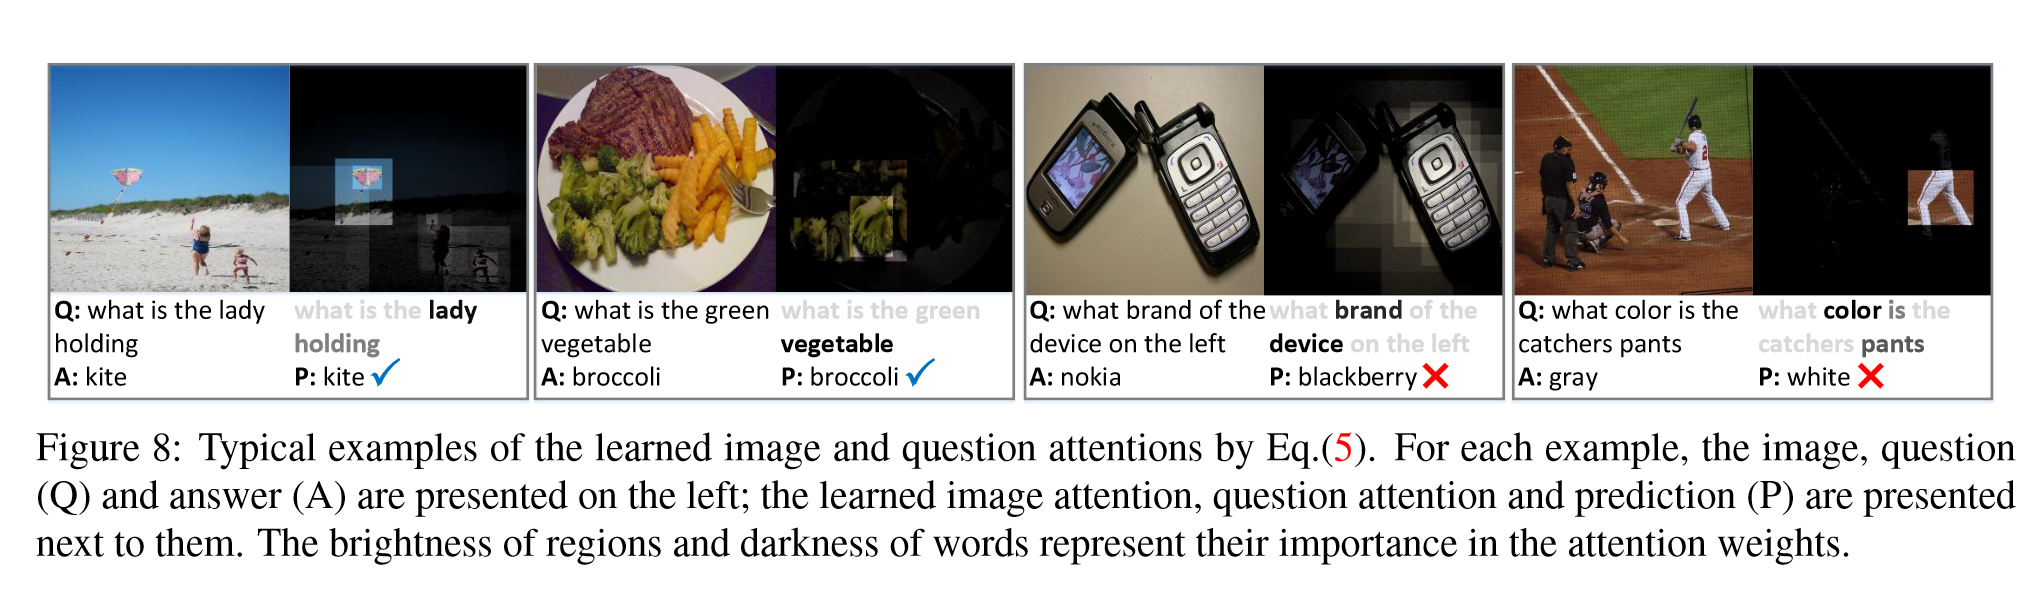 Q: what is the lady
holding
A: kite
what is the lady
holding
P: kite
Q: what is the green
vegetable
A: broccoli
what is the green
vegetable
P: broccoli
Q: what brand of the
device on the left
A: nokia
what brand of the
device on the left
P: blackberry
Q: what color is the
catchers pants
A: gray
what color is the
catchers pants
P: white
Figure 8: Typical examples of the learned image and question attentions by Eq.(5). For each example, the image, question
(Q) and answer (A) are presented on the left; the learned image attention, question attention and prediction (P) are presented
next to them. The brightness of regions and darkness of words represent their importance in the attention weights.